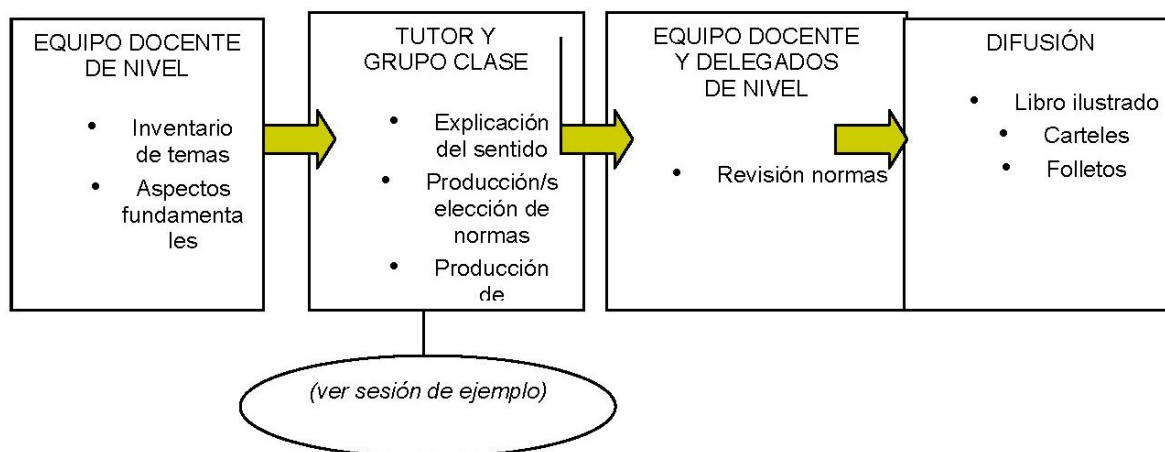 EQUIPO DOCENTE
DE NIVEL
• Inventario
de temas
• Aspectos
fundamenta
les
TUTOR Y
GRUPO CLASE
• Explicación
del sentido
• Producción/s
elección de
normas
• Producción
de
EQUIPO DOCENTE
Y DELEGADOS
DE NIVEL
• Revisión normas
DIFUSIÓN
• Libro ilustrado
• Carteles
• Folletos
(ver sesión de ejemplo)